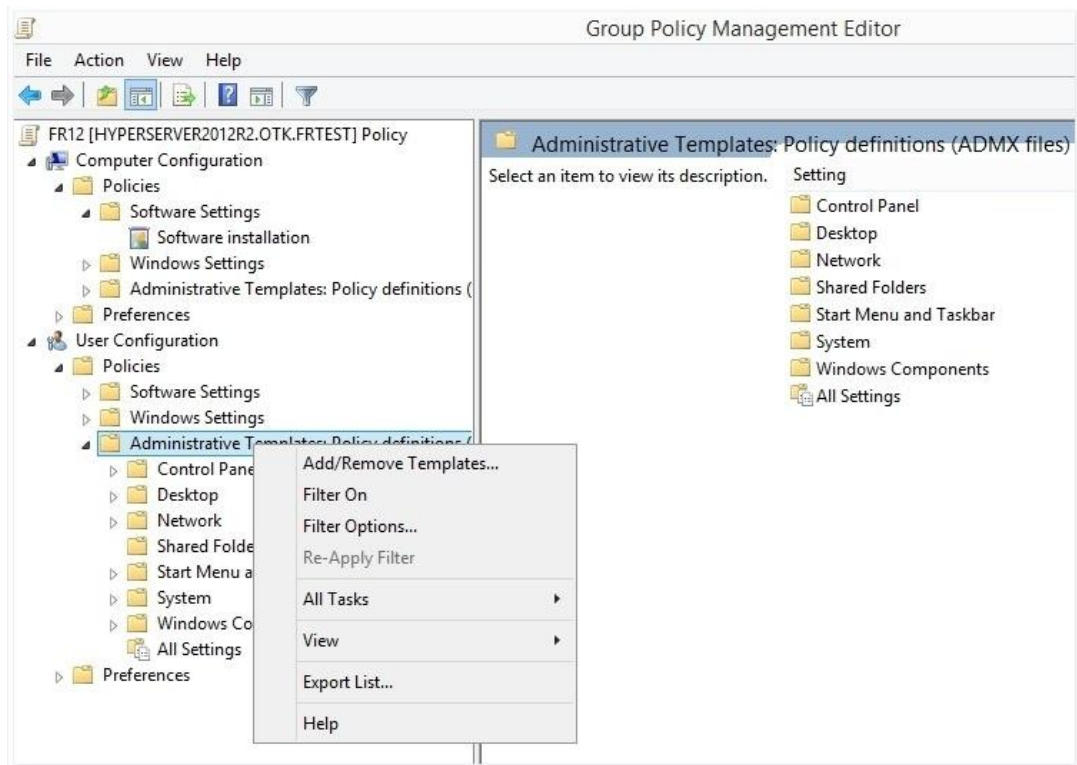 Group Policy Management Editor
File Action View Help
FR12 [HYPERSERVER2012R2.OTK.FRTEST] Policy
Computer Configuration
Policies
Software Settings
Software installation
Windows Settings
Administrative Templates: Policy definitions (
Preferences
User Configuration
Policies
Software Settings
Windows Settings
Administrative Templates: Policy definitions (
Control Pane
Desktop
Network
Shared Folde
Start Menu a
System
Windows Co
All Settings
Preferences
Add/Remove Templates...
Filter On
Filter Options...
Re-Apply Filter
All Tasks
View
Export List...
Help
Administrative Templates: Policy definitions (ADMX files)
Select an item to view its description.
Setting
Control Panel
Desktop
Network
Shared Folders
Start Menu and Taskbar
System
Windows Components
All Settings